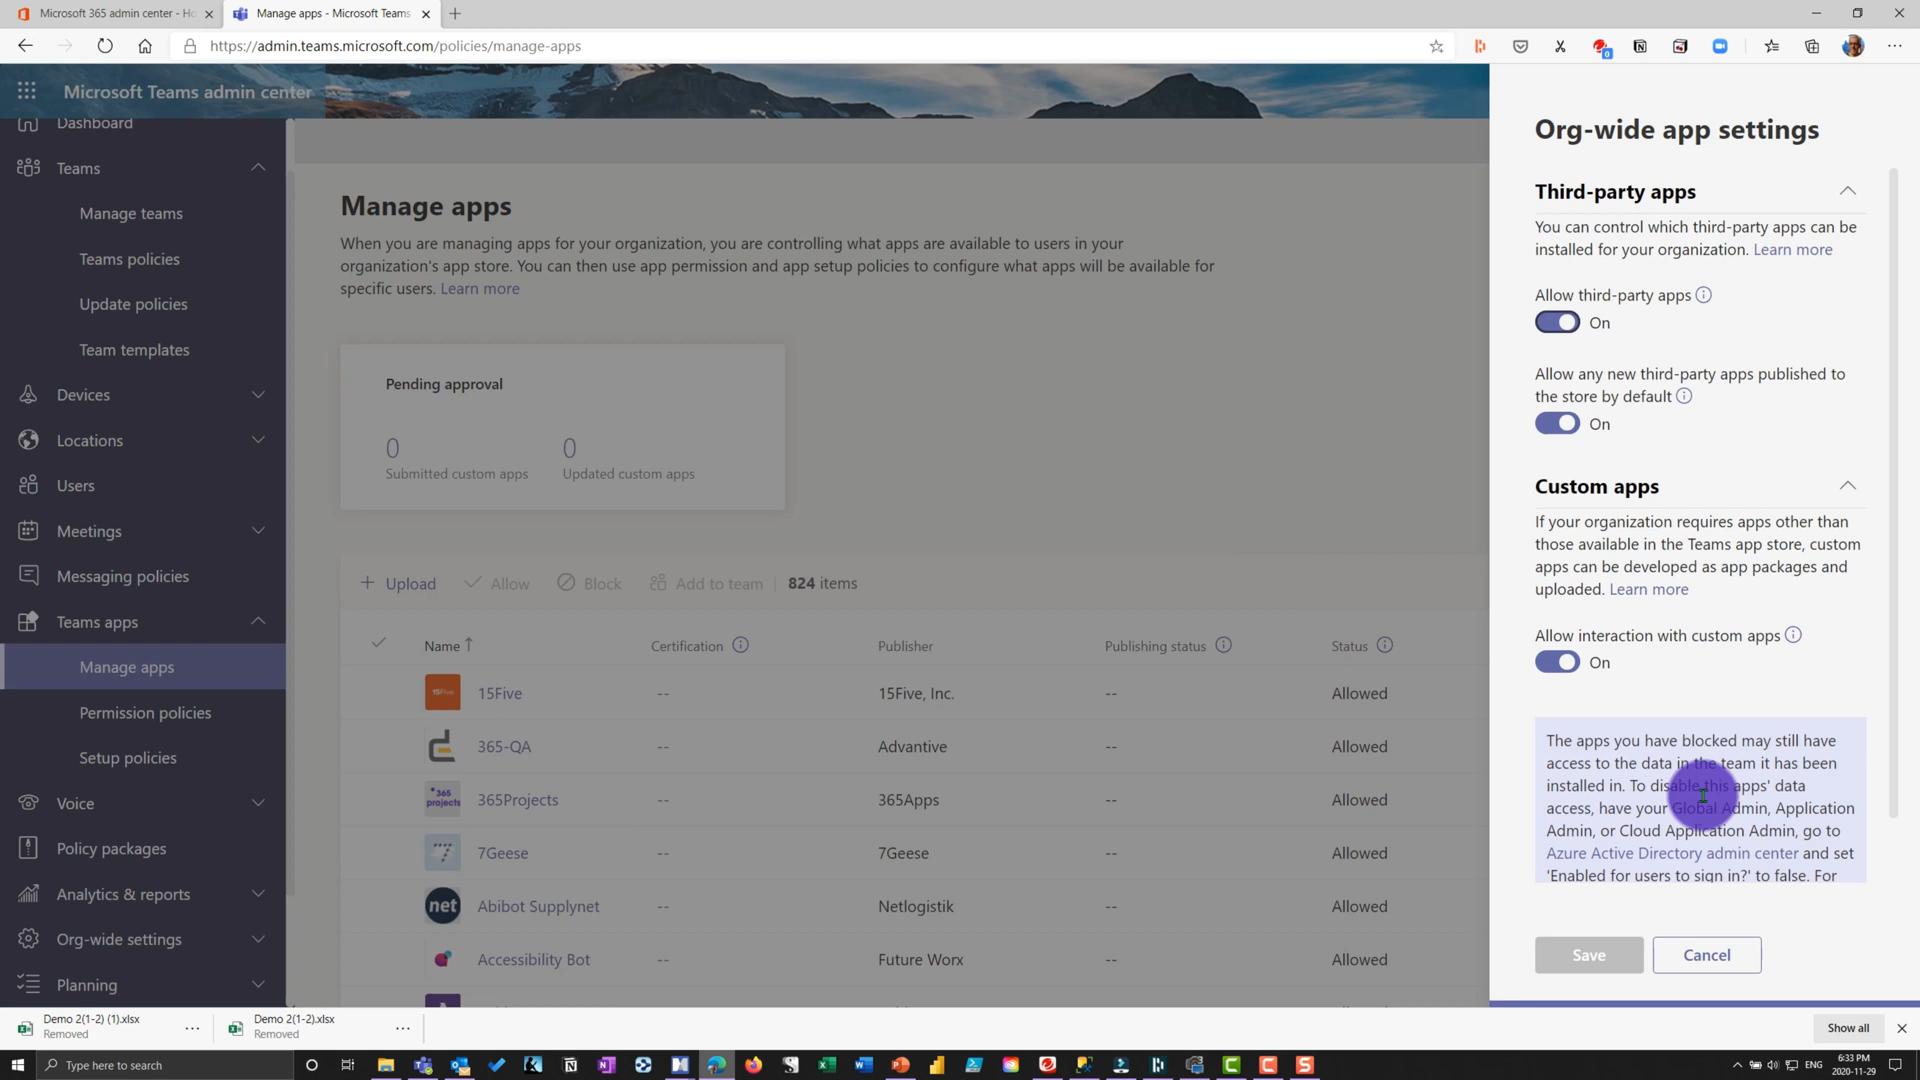 Microsoft 365 admin center - Ho
Manage apps - Microsoft Teams
https://admin.teams.microsoft.com/policies/manage-apps
Microsoft Teams admin center
Dashboard
Teams
Manage teams
Teams policies
Update policies
Team templates
Devices
Locations
Users
Meetings
Messaging policies
Teams apps
Manage apps
Permission policies
Setup policies
Voice
Policy packages
Analytics & reports
Org-wide settings
Planning
Manage apps
When you are managing apps for your organization, you are controlling what apps are available to users in your
organization's app store. You can then use app permission and app setup policies to configure what apps will be available for
specific users. Learn more
Pending approval
0 0
Submitted custom apps Updated custom apps
+ Upload Allow Block Add to team 824 items
Name ↑ Certification Publisher Publishing status Status
15Five -- 15Five, Inc. -- Allowed
365-QA -- Advantive -- Allowed
365Projects -- 365Apps -- Allowed
7Geese -- 7Geese -- Allowed
Abibot Supplynet -- Netlogistik -- Allowed
Accessibility Bot -- Future Worx -- Allowed
Org-wide app settings
Third-party apps
You can control which third-party apps can be
installed for your organization. Learn more
Allow third-party apps
On
Allow any new third-party apps published to
the store by default
On
Custom apps
If your organization requires apps other than
those available in the Teams app store, custom
apps can be developed as app packages and
uploaded. Learn more
Allow interaction with custom apps
On
The apps you have blocked may still have
access to the data in the team it has been
installed in. To disable this apps' data
access, have your Global Admin, Application
Admin, or Cloud Application Admin, go to
Azure Active Directory admin center and set
'Enabled for users to sign in?' to false. For
Save Cancel
Demo 2(1-2) (1).xlsx
Removed
Demo 2(1-2).xlsx
Removed
Show all
Type here to search
ENG
6:33 PM
2020-11-29